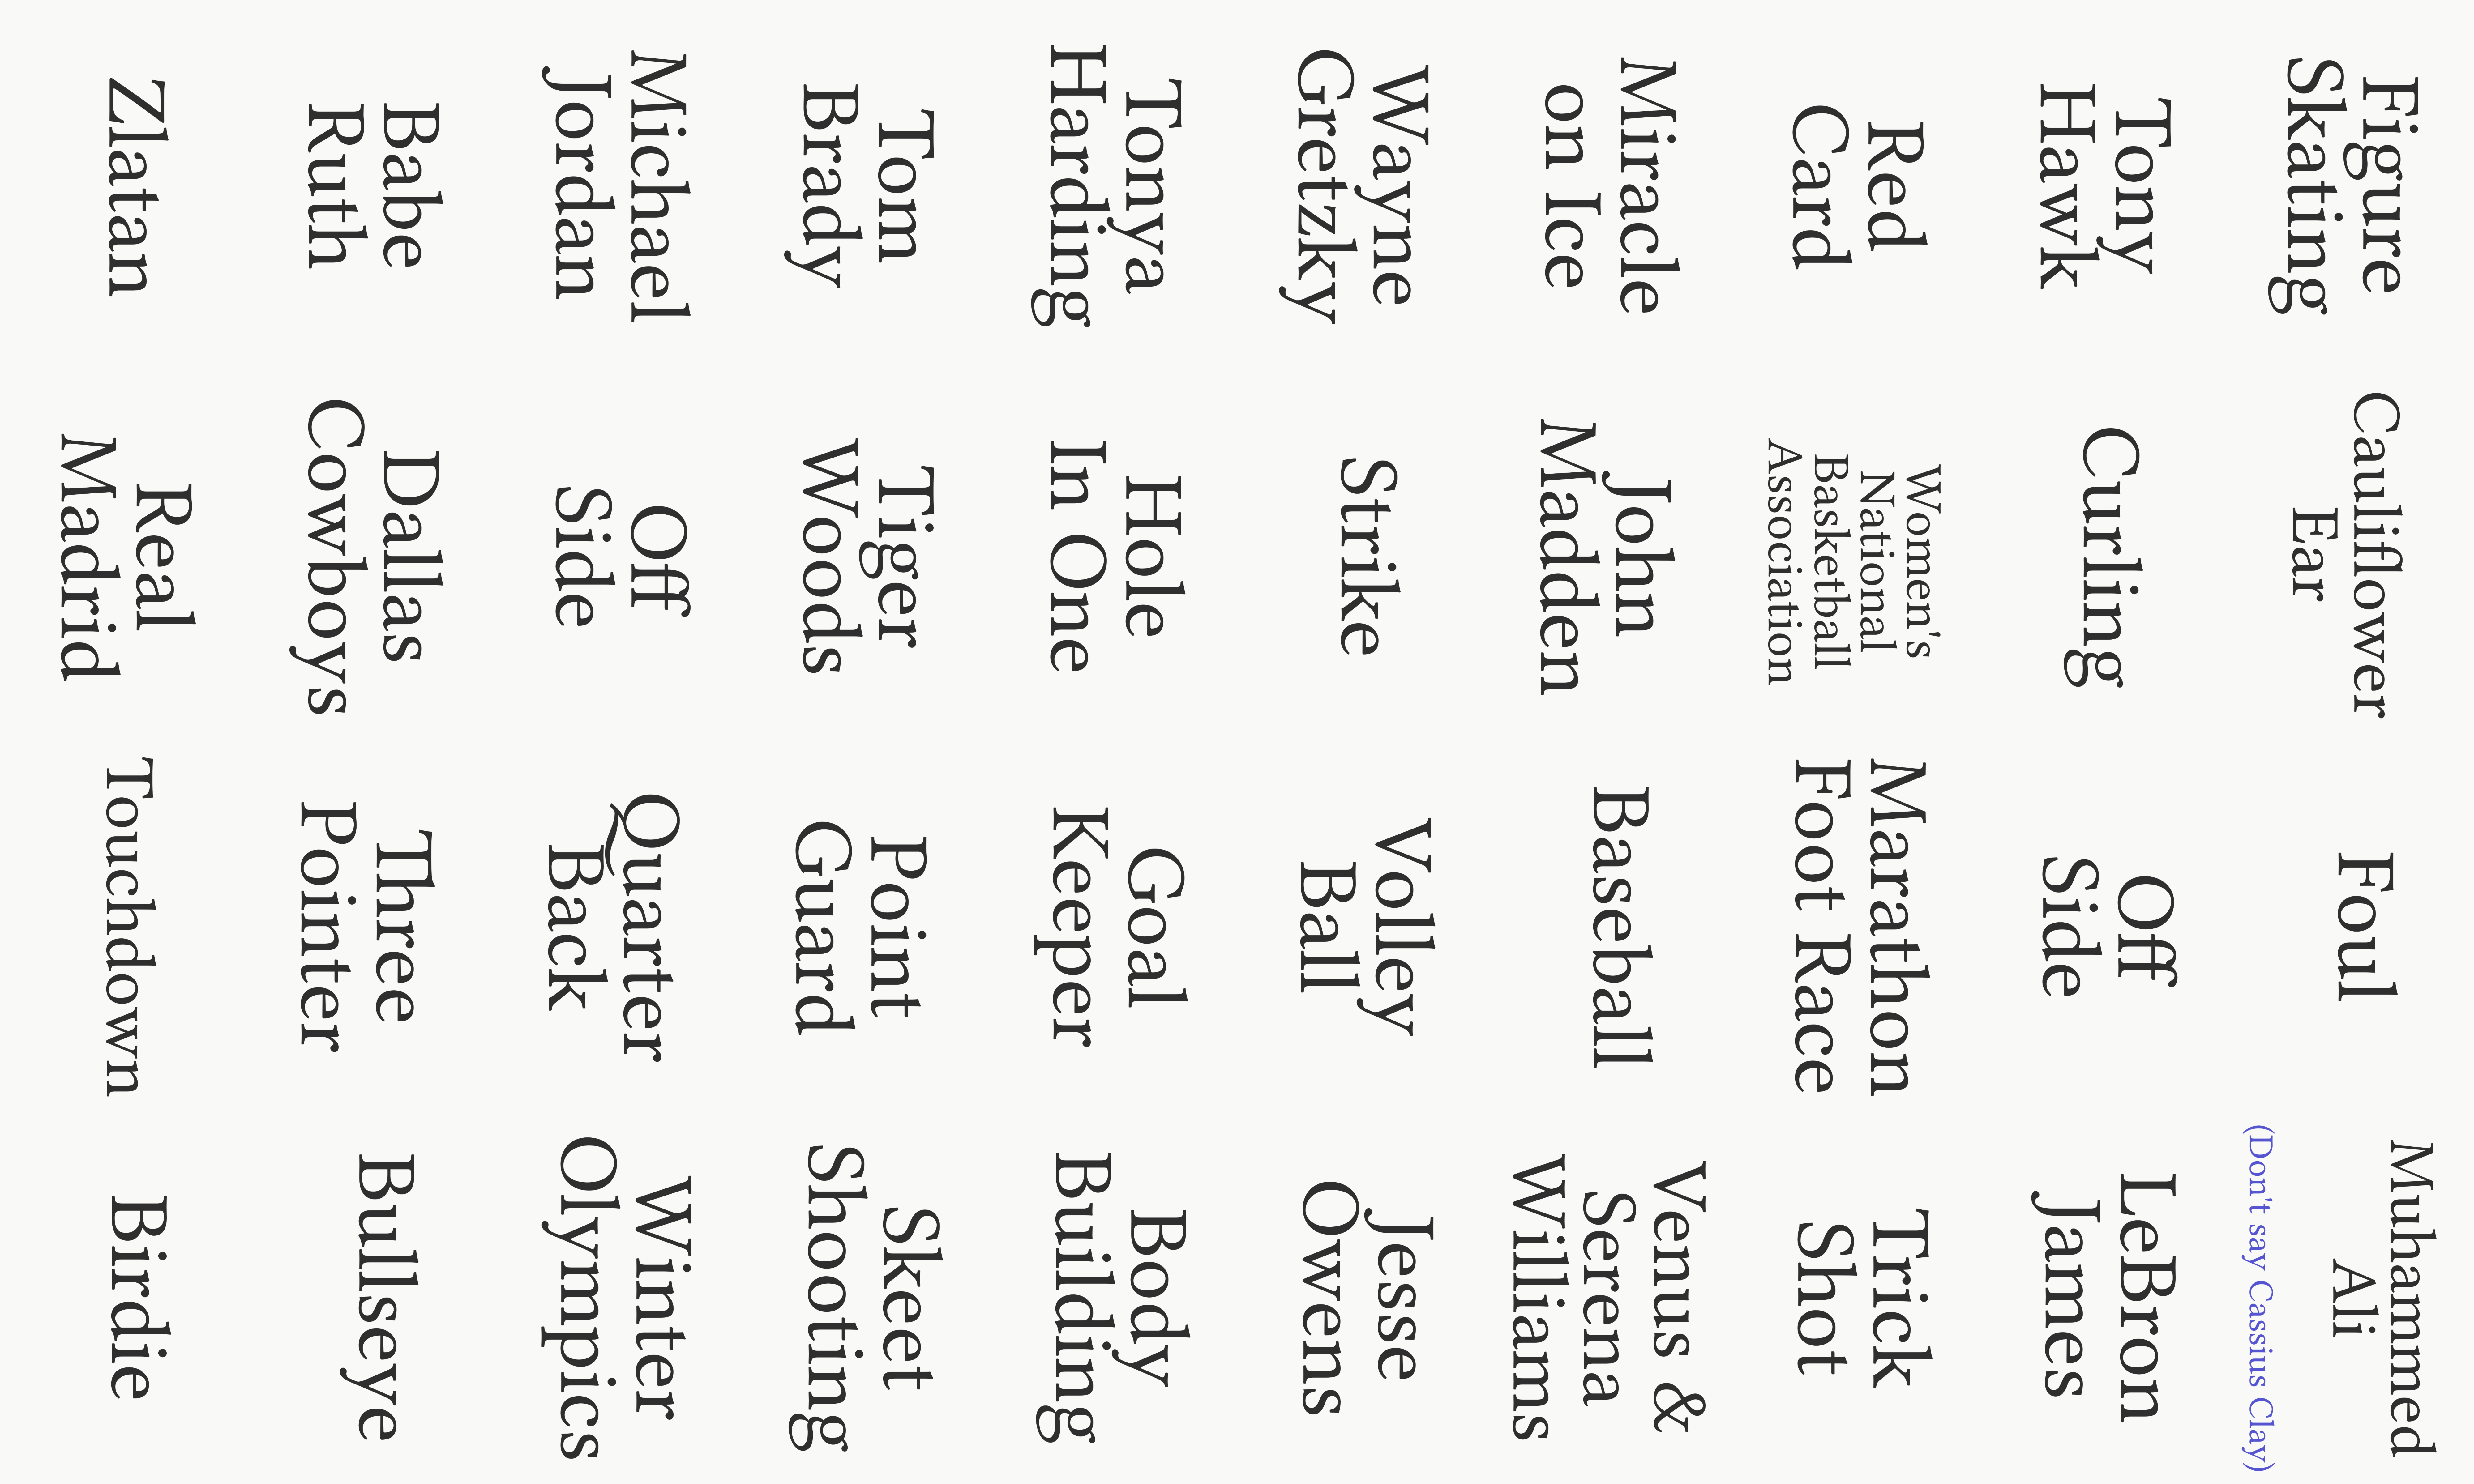 Figure
Skating
Cauliflower
Ear
Foul
Muhammed
Ali
(Don't say Cassius Clay)
Tony
Hawk
Curling
Off
Side
LeBron
James
Red
Card
Women's
National
Basketball
Association
Marathon
Foot Race
Trick
Shot
Miracle
on Ice
John
Madden
Baseball
Venus &
Serena
Williams
Wayne
Gretzky
Strike
Volley
Ball
Jesse
Owens
Tonya
Harding
Hole
In One
Goal
Keeper
Body
Building
Tom
Brady
Tiger
Woods
Point
Guard
Skeet
Shooting
Michael
Jordan
Off
Side
Quarter
Back
Winter
Olympics
Babe
Ruth
Dallas
Cowboys
Three
Pointer
Bullseye
Zlatan
Real
Madrid
Touchdown
Birdie